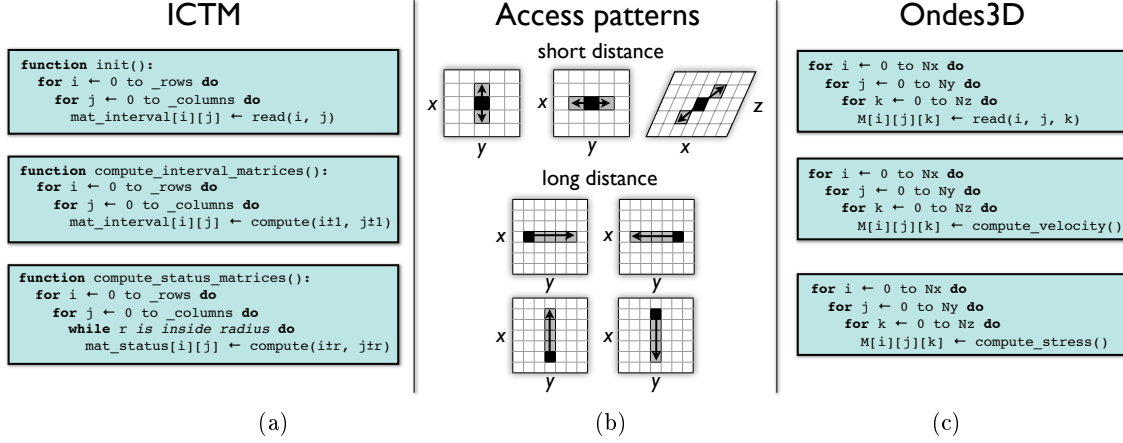 ICTM
function init():
for i ← 0 to _rows do
for j ← 0 to _columns do
mat_interval[i][j] ← read(i, j)
function compute_interval_matrices():
for i ← 0 to _rows do
for j ← 0 to _columns do
mat_interval[i][j] ← compute(i±1, j±1)
function compute_status_matrices():
for i ← 0 to _rows do
for j ← 0 to _columns do
while r is inside radius do
mat_status[i][j] ← compute(i±r, j±r)
(a)
Access patterns
short distance
x
y
x
y
z
x
long distance
x
y
x
y
x
y
x
y
(b)
Ondes3D
for i ← 0 to Nx do
for j ← 0 to Ny do
for k ← 0 to Nz do
M[i][j][k] ← read(i, j, k)
for i ← 0 to Nx do
for j ← 0 to Ny do
for k ← 0 to Nz do
M[i][j][k] ← compute_velocity()
for i ← 0 to Nx do
for j ← 0 to Ny do
for k ← 0 to Nz do
M[i][j][k] ← compute_stress()
(c)